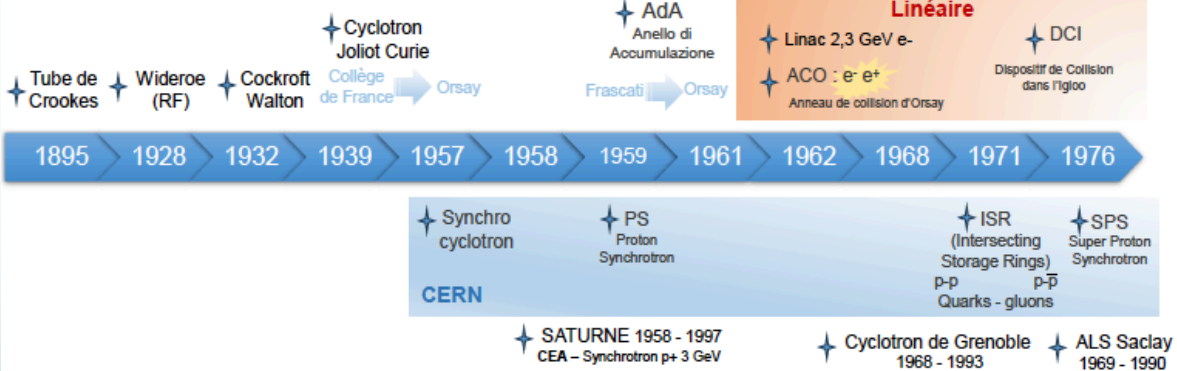 Linéaire
AdA
Anello di
Accumulazione
Cyclotron
Joliot Curie
Linac 2,3 GeV e-
DCI
Tube de
Crookes
Wideroe
(RF)
Cockroft
Walton
Collège
de France
Orsay
Frascati
Orsay
ACO : e- e+
Anneau de collision d'Orsay
Dispositif de Collision
dans l'Igloo
1895 1928 1932 1939 1957 1958 1959 1961 1962 1968 1971 1976
Synchro
cyclotron
PS
Proton
Synchrotron
ISR
(Intersecting
Storage Rings)
p-p p-p̅
Quarks - gluons
SPS
Super Proton
Synchrotron
CERN
SATURNE 1958 - 1997
CEA – Synchrotron p+ 3 GeV
Cyclotron de Grenoble
1968 - 1993
ALS Saclay
1969 - 1990